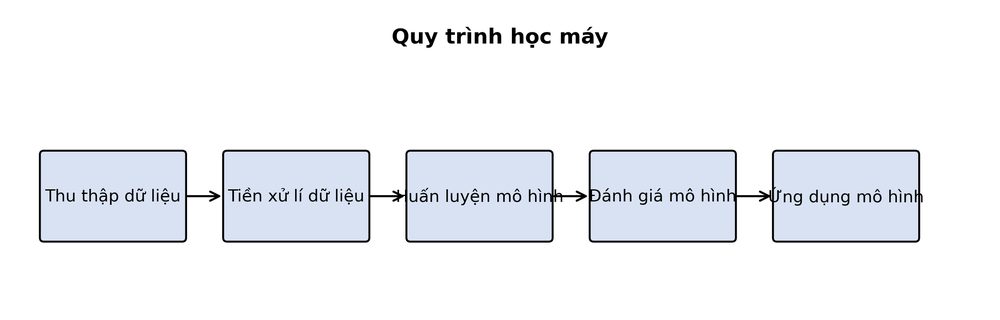 Quy trình học máy
Thu thập dữ liệu
Tiền xử lí dữ liệu
Huấn luyện mô hình
Đánh giá mô hình
Ứng dụng mô hình